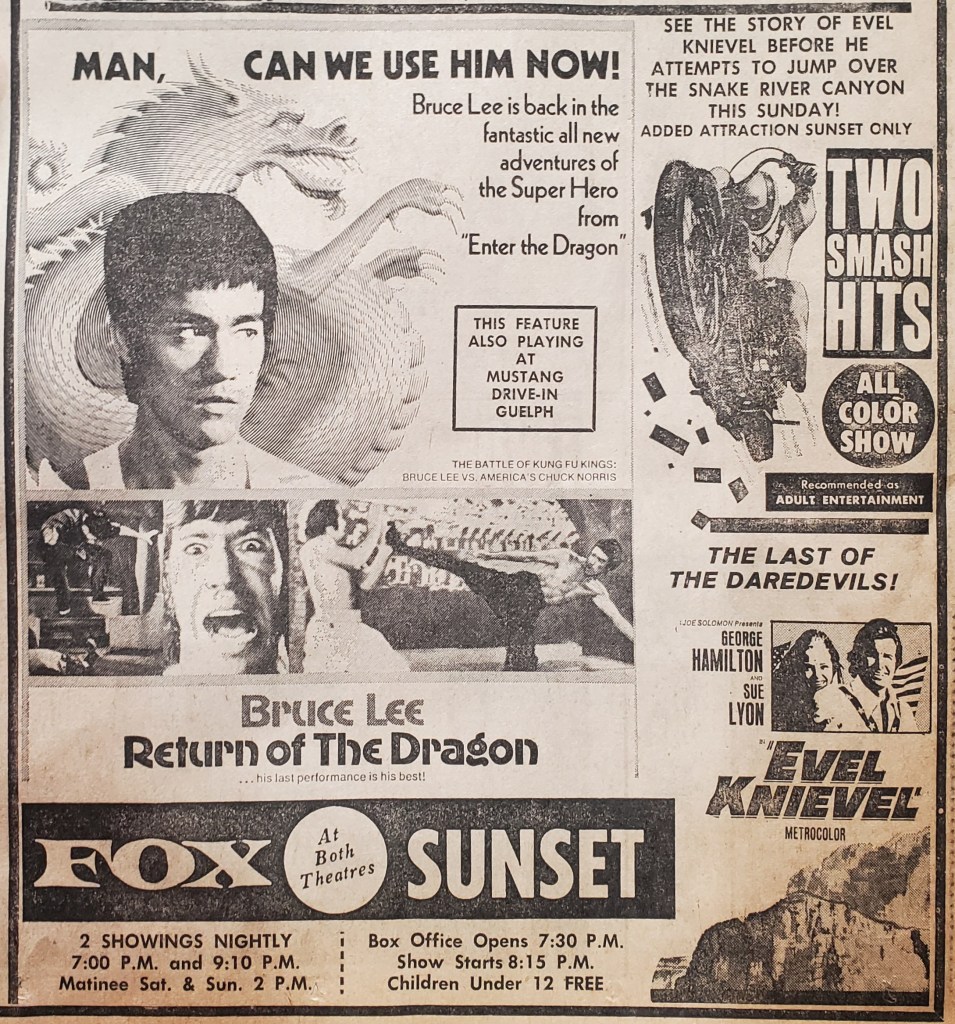 MAN, CAN WE USE HIM NOW!
Bruce Lee is back in the
fantastic all new
adventures of
the Super Hero
from
"Enter the Dragon"
THIS FEATURE
ALSO PLAYING
AT
MUSTANG
DRIVE-IN
GUELPH
THE BATTLE OF KUNG FU KINGS:
BRUCE LEE VS. AMERICA'S CHUCK NORRIS
Bruce Lee
Return of The Dragon
...his last performance is his best!
SEE THE STORY OF EVEL
KNIEVEL BEFORE HE
ATTEMPTS TO JUMP OVER
THE SNAKE RIVER CANYON
THIS SUNDAY!
ADDED ATTRACTION SUNSET ONLY
TWO
SMASH
HITS
ALL
COLOR
SHOW
Recommended as
ADULT ENTERTAINMENT
THE LAST OF
THE DAREDEVILS!
JOE SOLOMON Presents
GEORGE
HAMILTON
AND
SUE
LYON
IN
"EVEL
KNIEVEL"
METROCOLOR
FOX
At
Both
Theatres
SUNSET
2 SHOWINGS NIGHTLY
7:00 P.M. and 9:10 P.M.
Matinee Sat. & Sun. 2 P.M.
Box Office Opens 7:30 P.M.
Show Starts 8:15 P.M.
Children Under 12 FREE